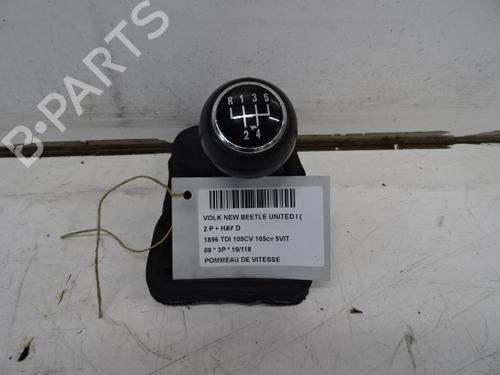 B-PARTS
R 1 3 5
2 4
VOLK NEW BEETLE UNITED I (
2 P + HAY D
1896 TDI 105CV 105cv 5VIT
09 * 3P * 19/118
POMMEAU DE VITESSE